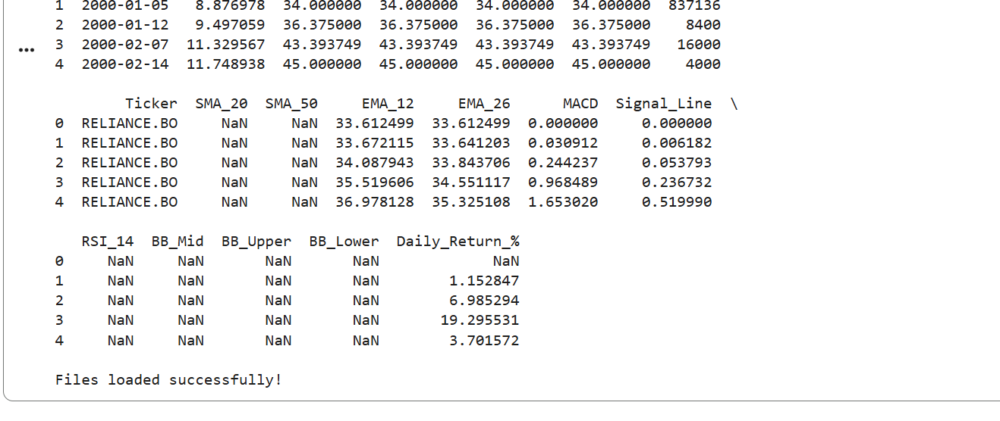 1  2000-01-05   8.876978  34.000000  34.000000  34.000000  34.000000  837136
2  2000-01-12   9.497059  36.375000  36.375000  36.375000  36.375000    8400
3  2000-02-07  11.329567  43.393749  43.393749  43.393749  43.393749   16000
4  2000-02-14  11.748938  45.000000  45.000000  45.000000  45.000000    4000
Ticker  SMA_20  SMA_50     EMA_12     EMA_26      MACD  Signal_Line  \
0  RELIANCE.BO     NaN     NaN  33.612499  33.612499  0.000000     0.000000
1  RELIANCE.BO     NaN     NaN  33.672115  33.641203  0.030912     0.006182
2  RELIANCE.BO     NaN     NaN  34.087943  33.843706  0.244237     0.053793
3  RELIANCE.BO     NaN     NaN  35.519606  34.551117  0.968489     0.236732
4  RELIANCE.BO     NaN     NaN  36.978128  35.325108  1.653020     0.519990
RSI_14  BB_Mid  BB_Upper  BB_Lower  Daily_Return_%
0     NaN     NaN       NaN       NaN             NaN
1     NaN     NaN       NaN       NaN        1.152847
2     NaN     NaN       NaN       NaN        6.985294
3     NaN     NaN       NaN       NaN       19.295531
4     NaN     NaN       NaN       NaN        3.701572
Files loaded successfully!